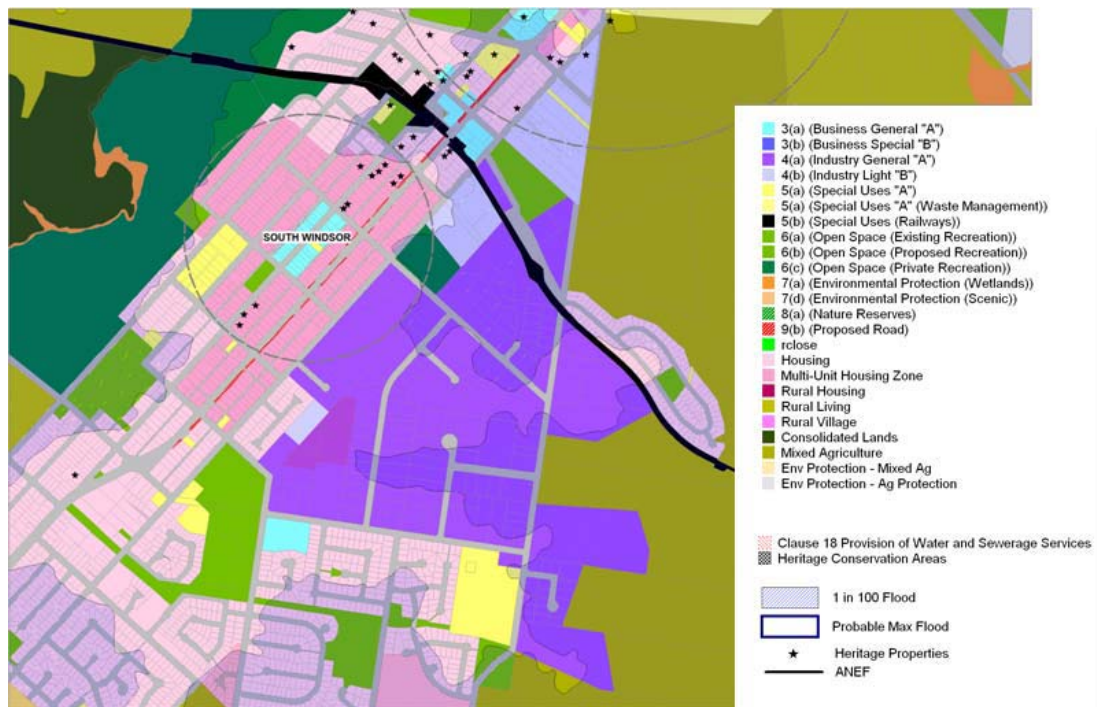 SOUTH WINDSOR
3(a) (Business General "A")
3(b) (Business Special "B")
4(a) (Industry General "A")
4(b) (Industry Light "B")
5(a) (Special Uses "A")
5(a) (Special Uses "A" (Waste Management))
5(b) (Special Uses (Railways))
6(a) (Open Space (Existing Recreation))
6(b) (Open Space (Proposed Recreation))
6(c) (Open Space (Private Recreation))
7(a) (Environmental Protection (Wetlands))
7(d) (Environmental Protection (Scenic))
8(a) (Nature Reserves)
9(b) (Proposed Road)
rclose
Housing
Multi-Unit Housing Zone
Rural Housing
Rural Living
Rural Village
Consolidated Lands
Mixed Agriculture
Env Protection - Mixed Ag
Env Protection - Ag Protection
Clause 18 Provision of Water and Sewerage Services
Heritage Conservation Areas
1 in 100 Flood
Probable Max Flood
Heritage Properties
ANEF